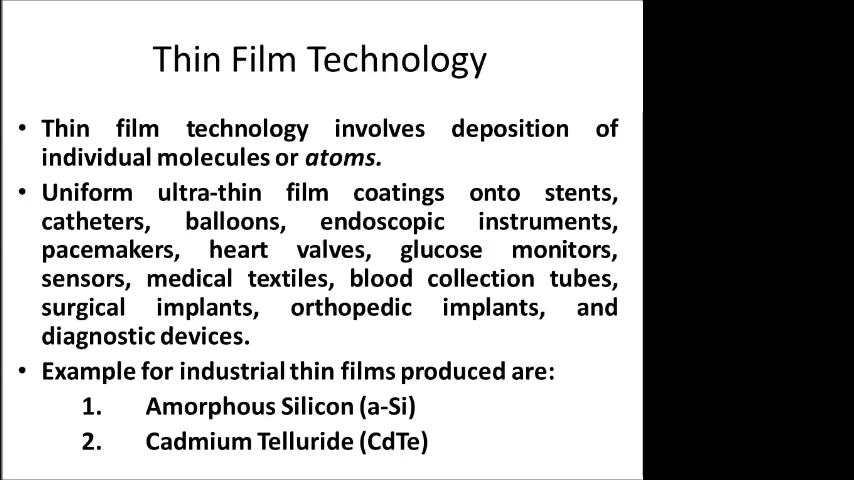 Thin Film Technology
• Thin film technology involves deposition of
individual molecules or atoms.
• Uniform ultra-thin film coatings onto stents,
catheters, balloons, endoscopic instruments,
pacemakers, heart valves, glucose monitors,
sensors, medical textiles, blood collection tubes,
surgical implants, orthopedic implants, and
diagnostic devices.
• Example for industrial thin films produced are:
1. Amorphous Silicon (a-Si)
2. Cadmium Telluride (CdTe)